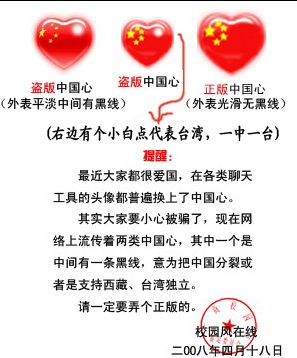 盗版中国心
(外表平淡中间有黑线)
盗版中国心
正版中国心
(外表光滑无黑线)
(右边有个小白点代表台湾，一中一台)
提醒：
最近大家都很爱国，在各类聊天
工具的头像都普遍换上了中国心。
其实大家要小心被骗了，现在网
络上流传着两类中国心，其中一个是
中间有一条黑线，意为把中国分裂或
者是支持西藏、台湾独立。
请一定要弄个正版的。
校园风在线
二00八年四月十八日